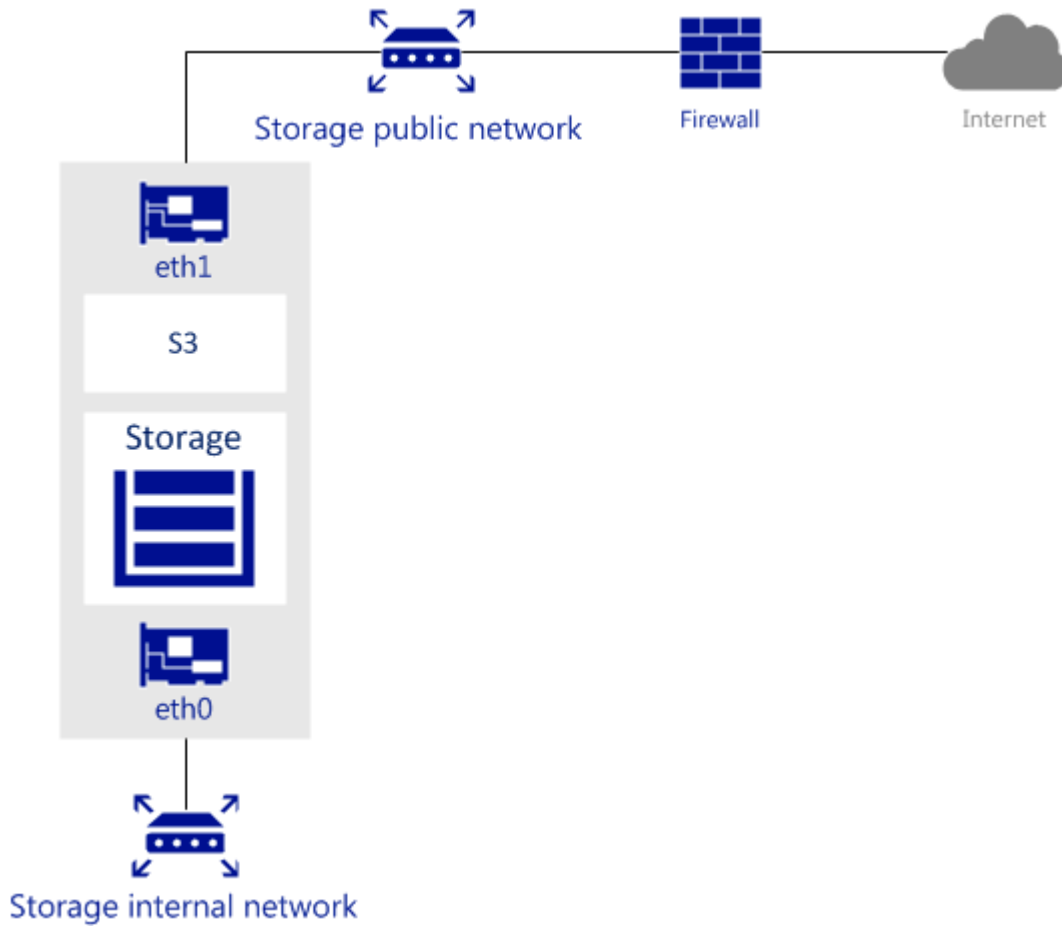 Storage public network
Firewall
Internet
eth1
S3
Storage
eth0
Storage internal network